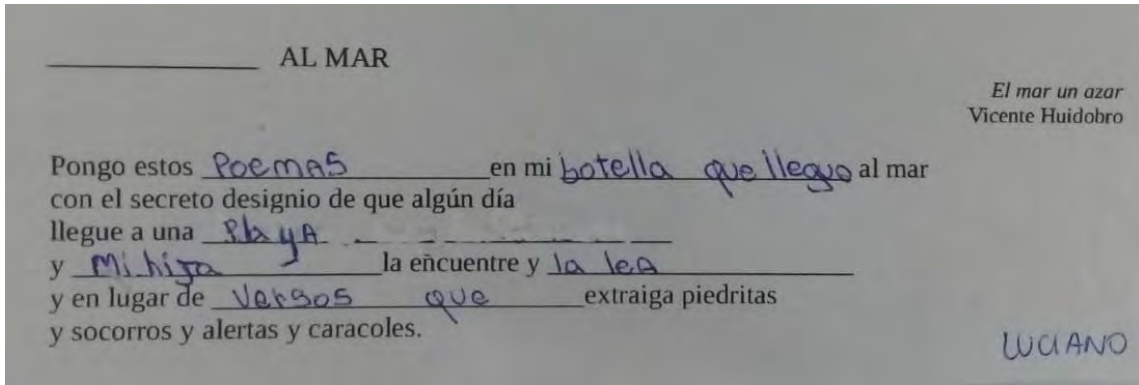 __________ AL MAR
El mar un azar
Vicente Huidobro
Pongo estos Poemas en mi botella que llegue al mar
con el secreto designio de que algún día
llegue a una Playa
y Mi hija la encuentre y la lea
y en lugar de Versos que extraiga piedritas
y socorros y alertas y caracoles.
LUCIANO